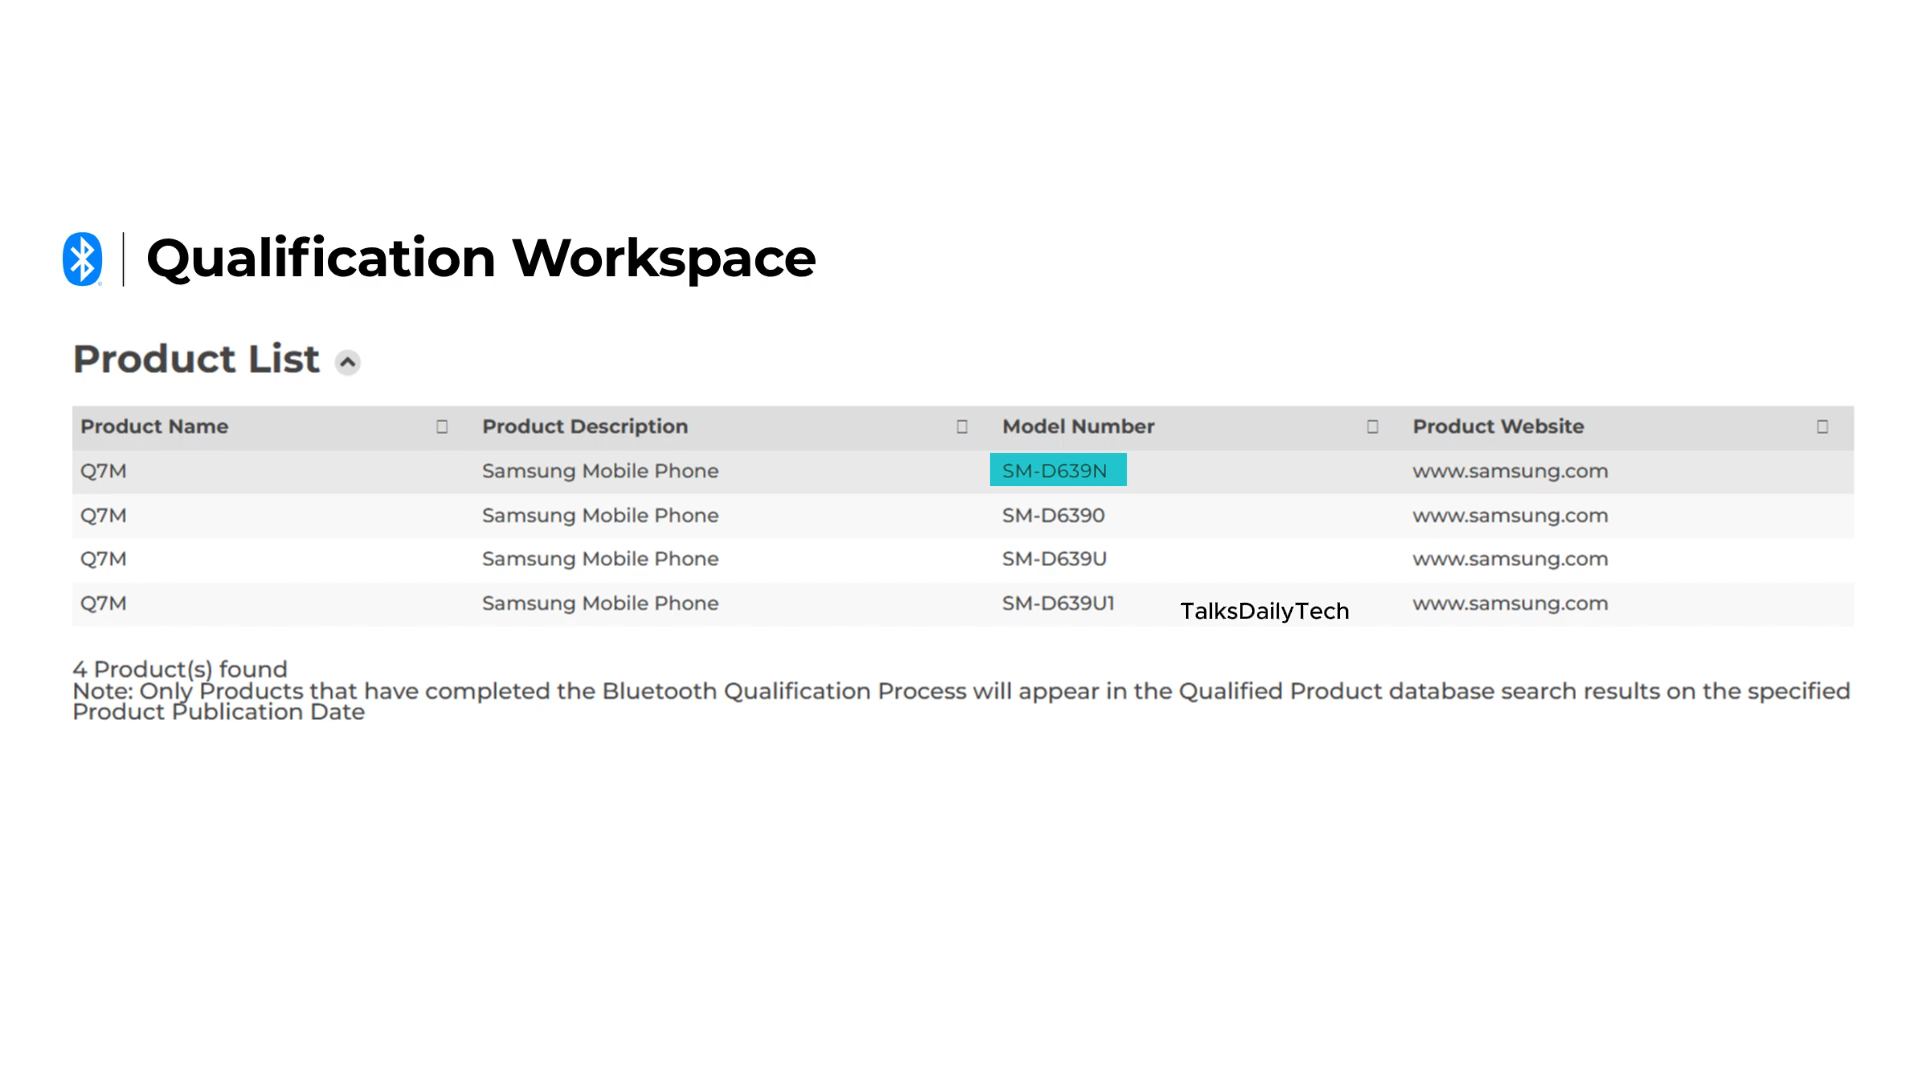 Qualification Workspace
Product List
Product Name Product Description Model Number Product Website
Q7M Samsung Mobile Phone SM-D639N www.samsung.com
Q7M Samsung Mobile Phone SM-D6390 www.samsung.com
Q7M Samsung Mobile Phone SM-D639U www.samsung.com
Q7M Samsung Mobile Phone SM-D639U1 www.samsung.com
TalksDailyTech
4 Product(s) found
Note: Only Products that have completed the Bluetooth Qualification Process will appear in the Qualified Product database search results on the specified
Product Publication Date